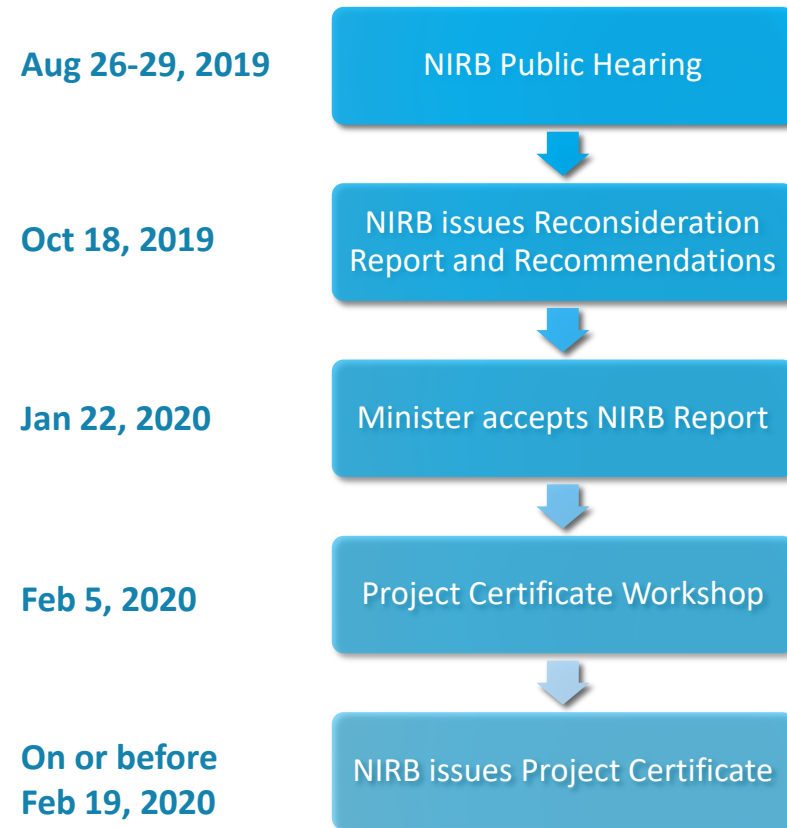 Aug 26-29, 2019
NIRB Public Hearing
Oct 18, 2019
NIRB issues Reconsideration
Report and Recommendations
Jan 22, 2020
Minister accepts NIRB Report
Feb 5, 2020
Project Certificate Workshop
On or before
Feb 19, 2020
NIRB issues Project Certificate